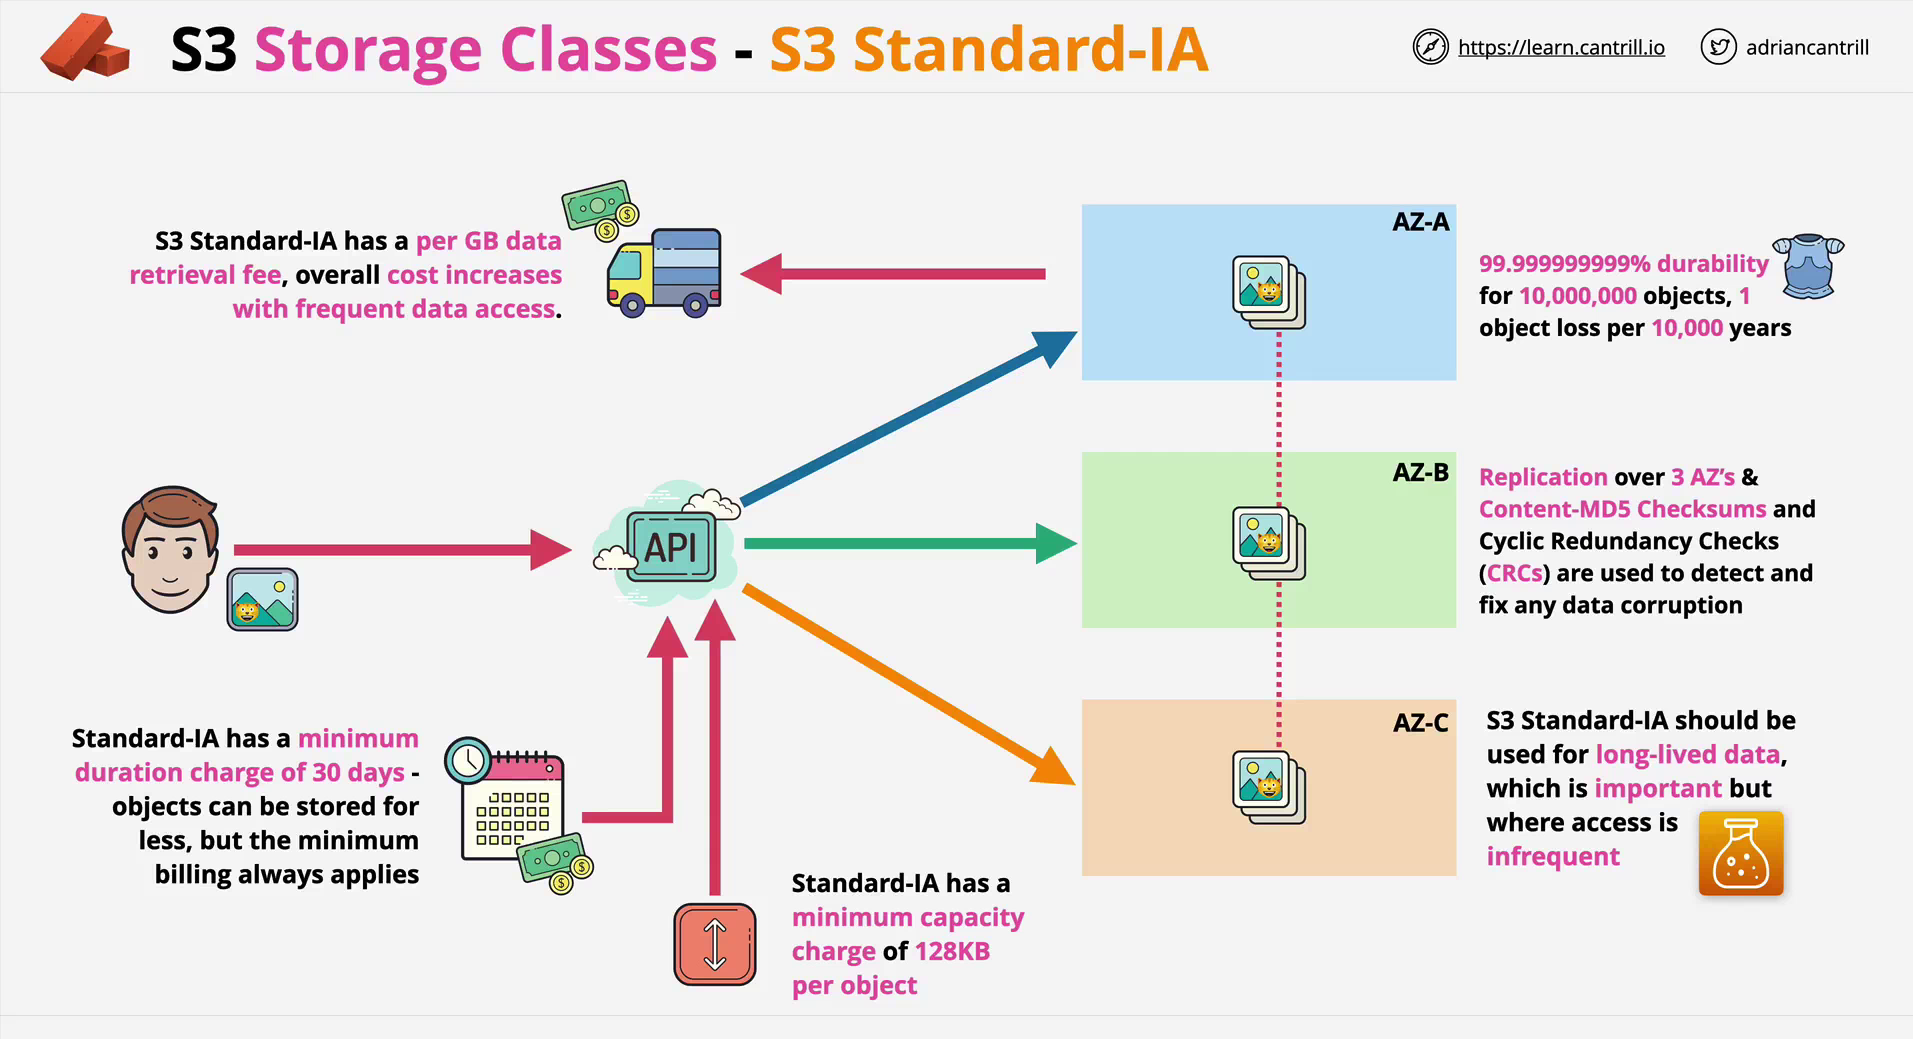 S3 Storage Classes - S3 Standard-IA
https://learn.cantrill.io
adriancantrill
S3 Standard-IA has a per GB data
retrieval fee, overall cost increases
with frequent data access.
AZ-A
99.999999999% durability
for 10,000,000 objects, 1
object loss per 10,000 years
API
AZ-B
Replication over 3 AZ’s &
Content-MD5 Checksums and
Cyclic Redundancy Checks
(CRCs) are used to detect and
fix any data corruption
Standard-IA has a minimum
duration charge of 30 days -
objects can be stored for
less, but the minimum
billing always applies
Standard-IA has a
minimum capacity
charge of 128KB
per object
AZ-C
S3 Standard-IA should be
used for long-lived data,
which is important but
where access is
infrequent